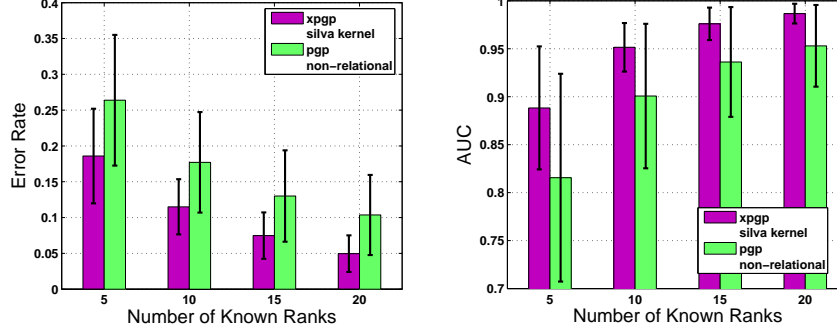 0.4
0.35
0.3
0.25
0.2
0.15
0.1
0.05
0
Error Rate
xpgp
silva kernel
pgp
non-relational
5 10 15 20
Number of Known Ranks
1
0.95
0.9
0.85
0.8
0.75
0.7
AUC
xpgp
silva kernel
pgp
non-relational
5 10 15 20
Number of Known Ranks